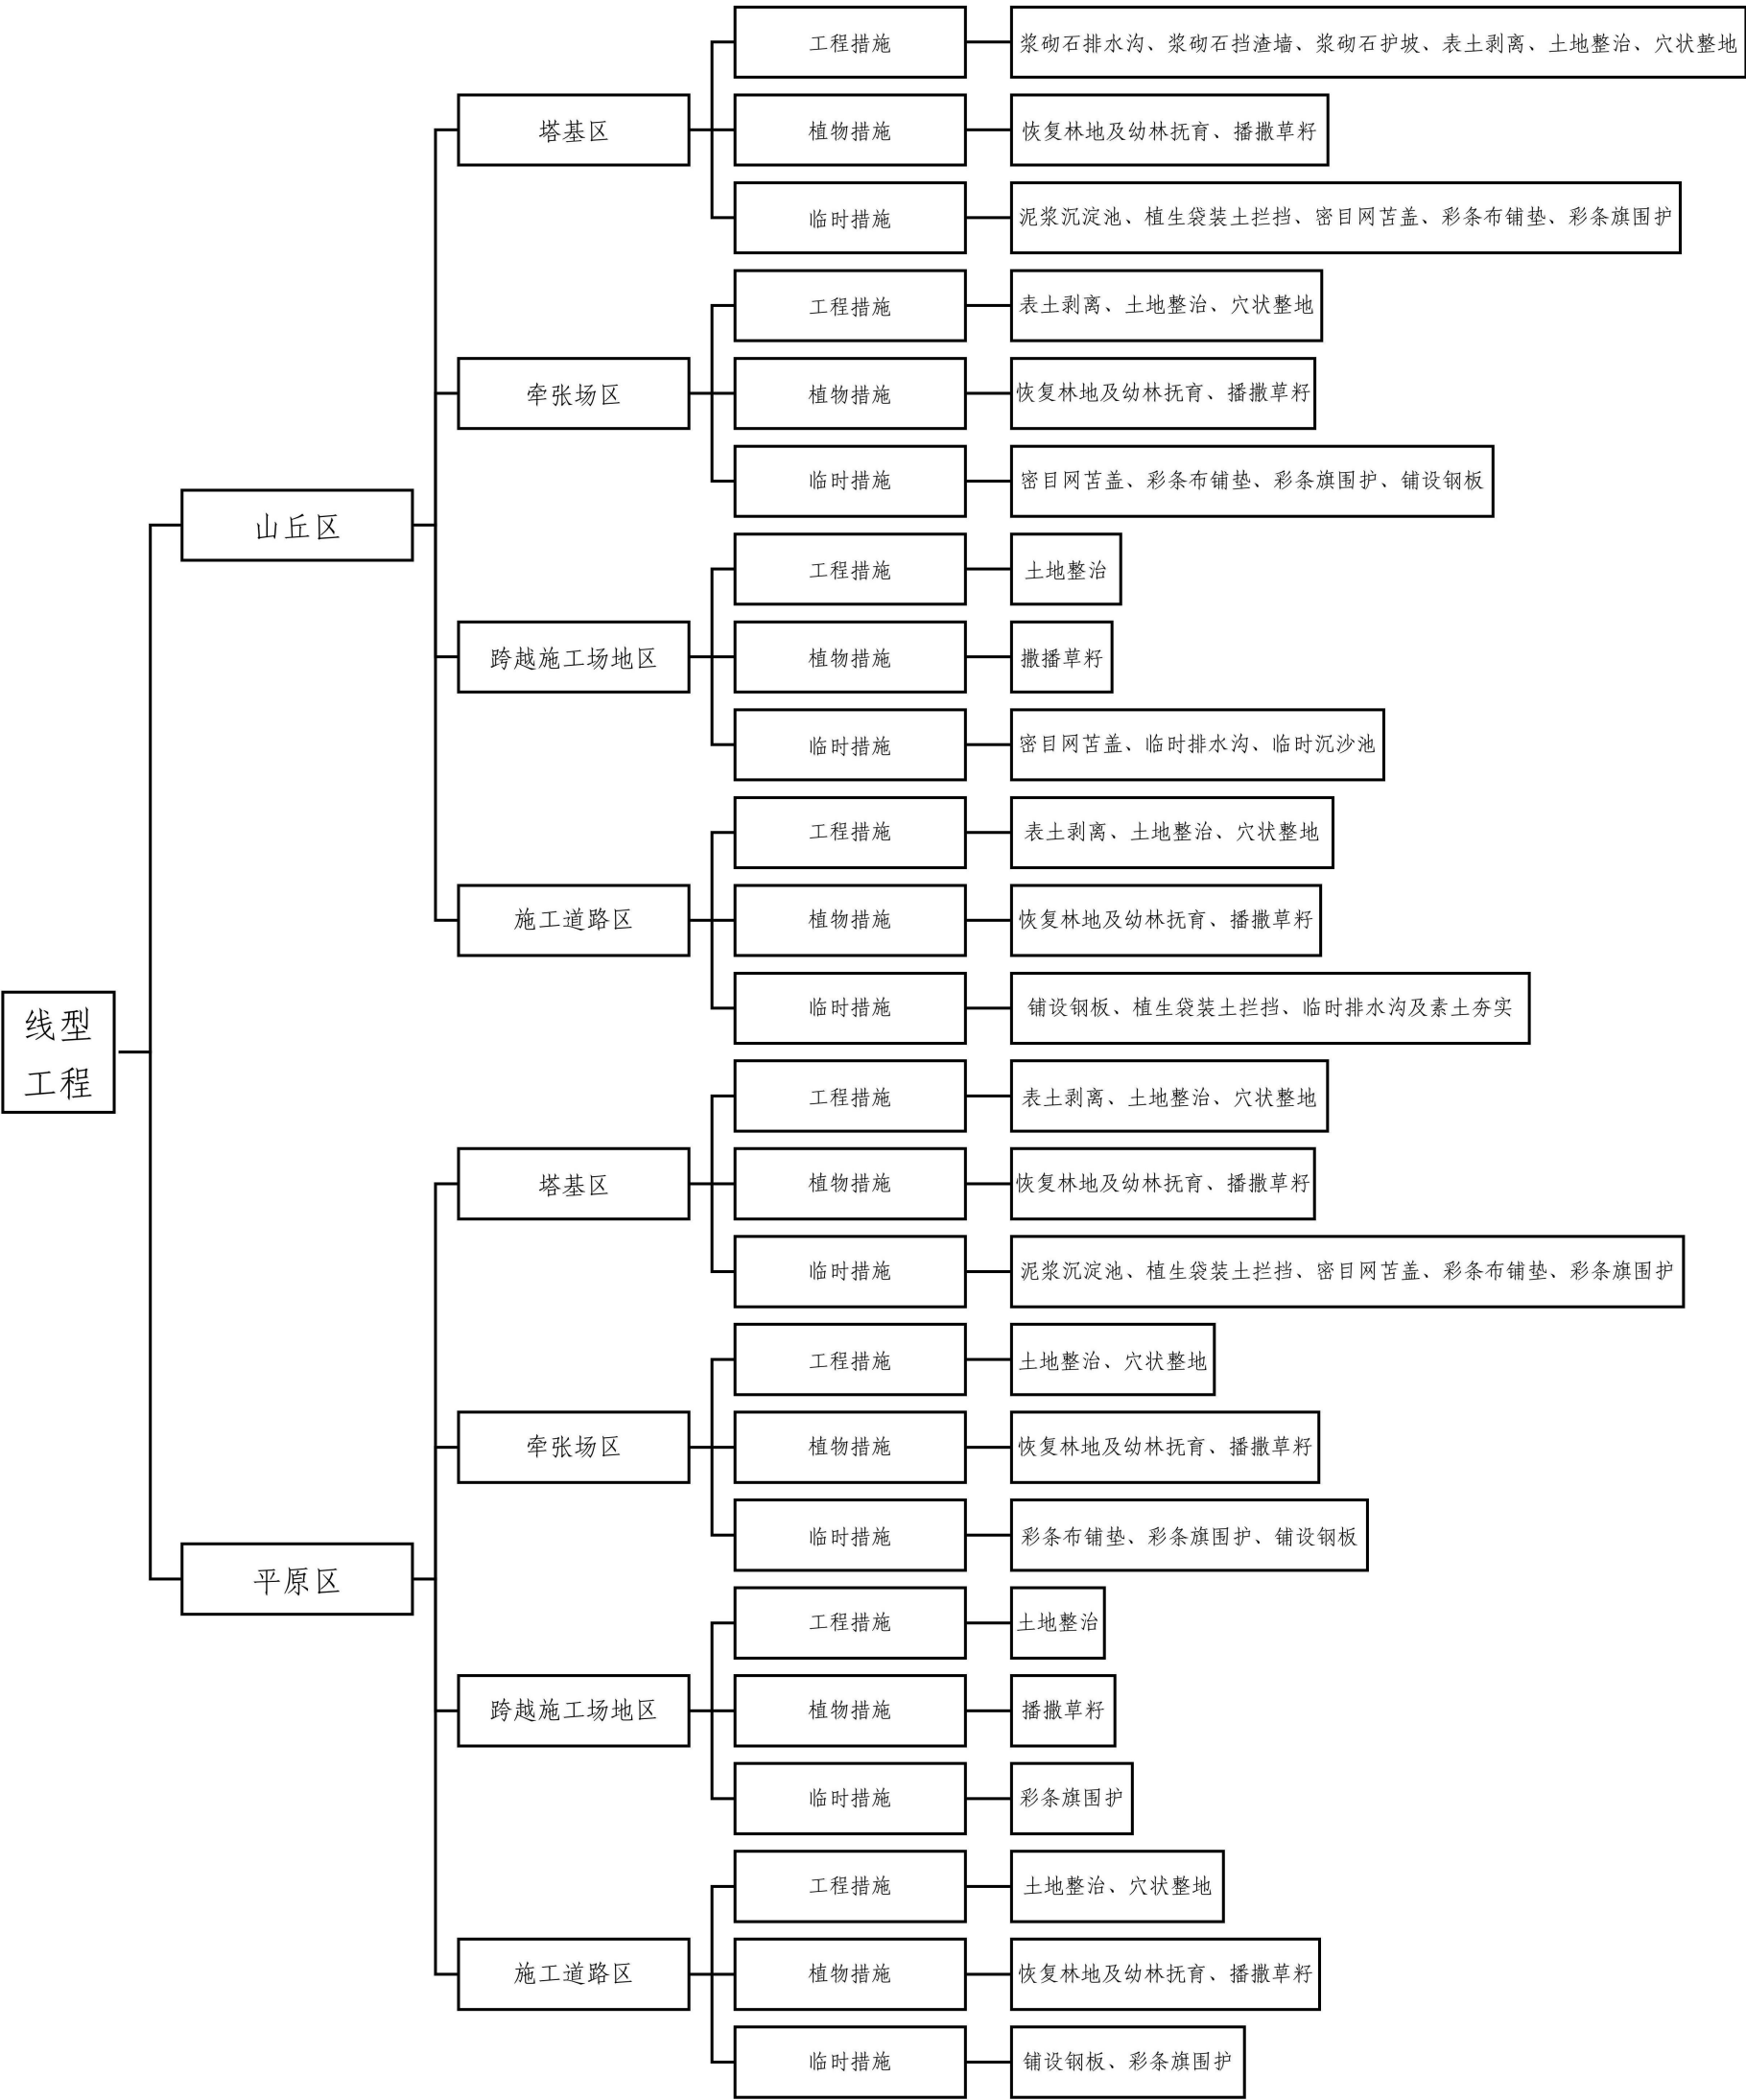 线型
工程
山丘区
塔基区
工程措施
浆砌石排水沟、浆砌石挡渣墙、浆砌石护坡、表土剥离、土地整治、穴状整地
植物措施
恢复林地及幼林抚育、播撒草籽
临时措施
泥浆沉淀池、植生袋装土拦挡、密目网苫盖、彩条布铺垫、彩条旗围护
牵张场区
工程措施
表土剥离、土地整治、穴状整地
植物措施
恢复林地及幼林抚育、播撒草籽
临时措施
密目网苫盖、彩条布铺垫、彩条旗围护、铺设钢板
跨越施工场地区
工程措施
土地整治
植物措施
撒播草籽
临时措施
密目网苫盖、临时排水沟、临时沉沙池
施工道路区
工程措施
表土剥离、土地整治、穴状整地
植物措施
恢复林地及幼林抚育、播撒草籽
临时措施
铺设钢板、植生袋装土拦挡、临时排水沟及素土夯实
平原区
塔基区
工程措施
表土剥离、土地整治、穴状整地
植物措施
恢复林地及幼林抚育、播撒草籽
临时措施
泥浆沉淀池、植生袋装土拦挡、密目网苫盖、彩条布铺垫、彩条旗围护
牵张场区
工程措施
土地整治、穴状整地
植物措施
恢复林地及幼林抚育、播撒草籽
临时措施
彩条布铺垫、彩条旗围护、铺设钢板
跨越施工场地区
工程措施
土地整治
植物措施
播撒草籽
临时措施
彩条旗围护
施工道路区
工程措施
土地整治、穴状整地
植物措施
恢复林地及幼林抚育、播撒草籽
临时措施
铺设钢板、彩条旗围护